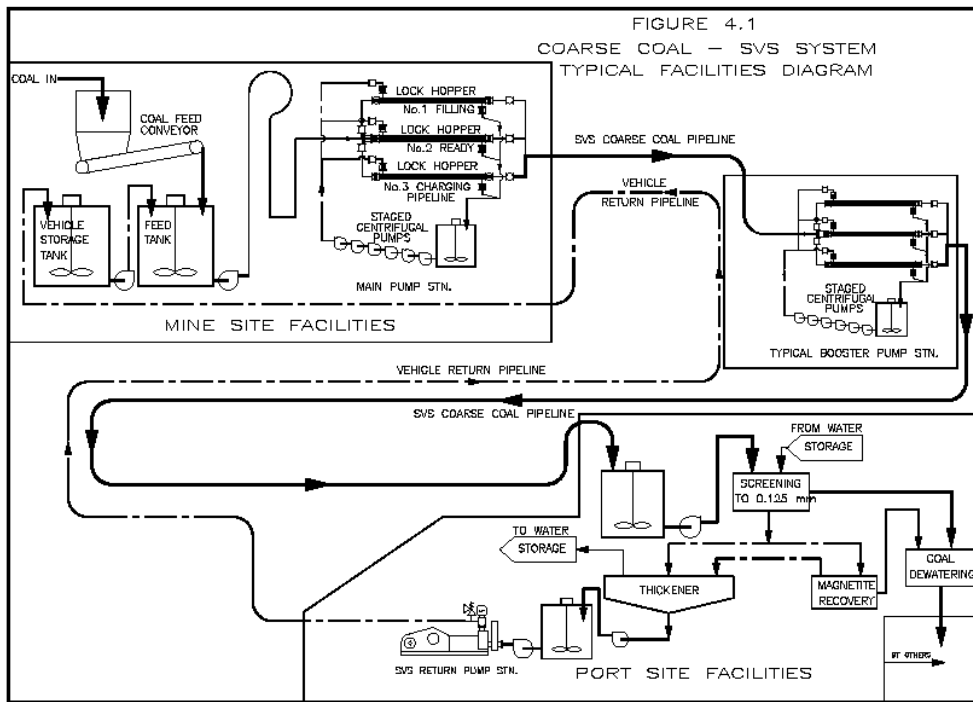 FIGURE 4.1
COARSE COAL – SVS SYSTEM
TYPICAL FACILITIES DIAGRAM
COAL IN
COAL FEED
CONVEYOR
VEHICLE
STORAGE
TANK
FEED
TANK
LOCK HOPPER
No.1 FILLING
LOCK HOPPER
No.2 READY
LOCK HOPPER
No.3 CHARGING
PIPELINE
STAGED
CENTRIFUGAL
PUMPS
MAIN PUMP STN.
MINE SITE FACILITIES
SVS COARSE COAL PIPELINE
VEHICLE
RETURN PIPELINE
STAGED
CENTRIFUGAL
PUMPS
TYPICAL BOOSTER PUMP STN.
VEHICLE RETURN PIPELINE
SVS COARSE COAL PIPELINE
FROM WATER
STORAGE
SCREENING
TO 0.125 mm
TO WATER
STORAGE
THICKENER
MAGNETITE
RECOVERY
COAL
DEWATERING
BY OTHERS
SVS RETURN PUMP STN.
PORT SITE FACILITIES